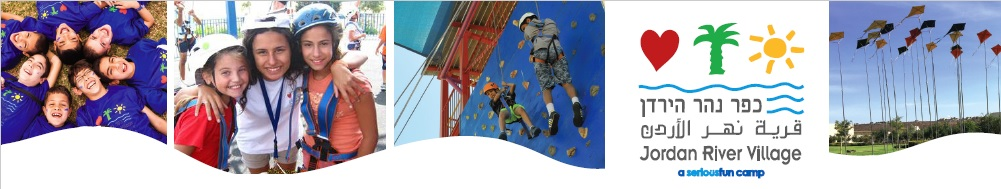 כפר נהר הירדן
قرية نهر الأردن
Jordan River Village
a seriousfun camp